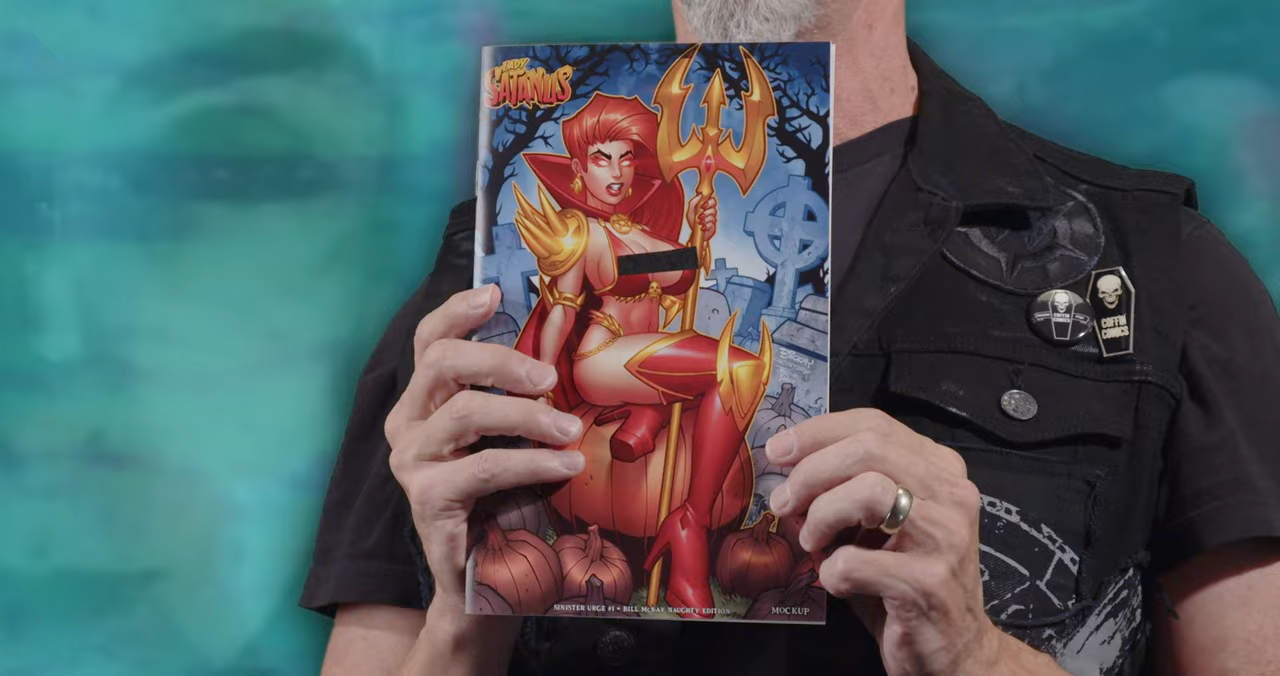 LADY
SATANUS
COFFIN
COMICS
COFFIN
COMICS
SINISTER URGE #1 • BILL McKAY NAUGHTY EDITION
MOCKUP